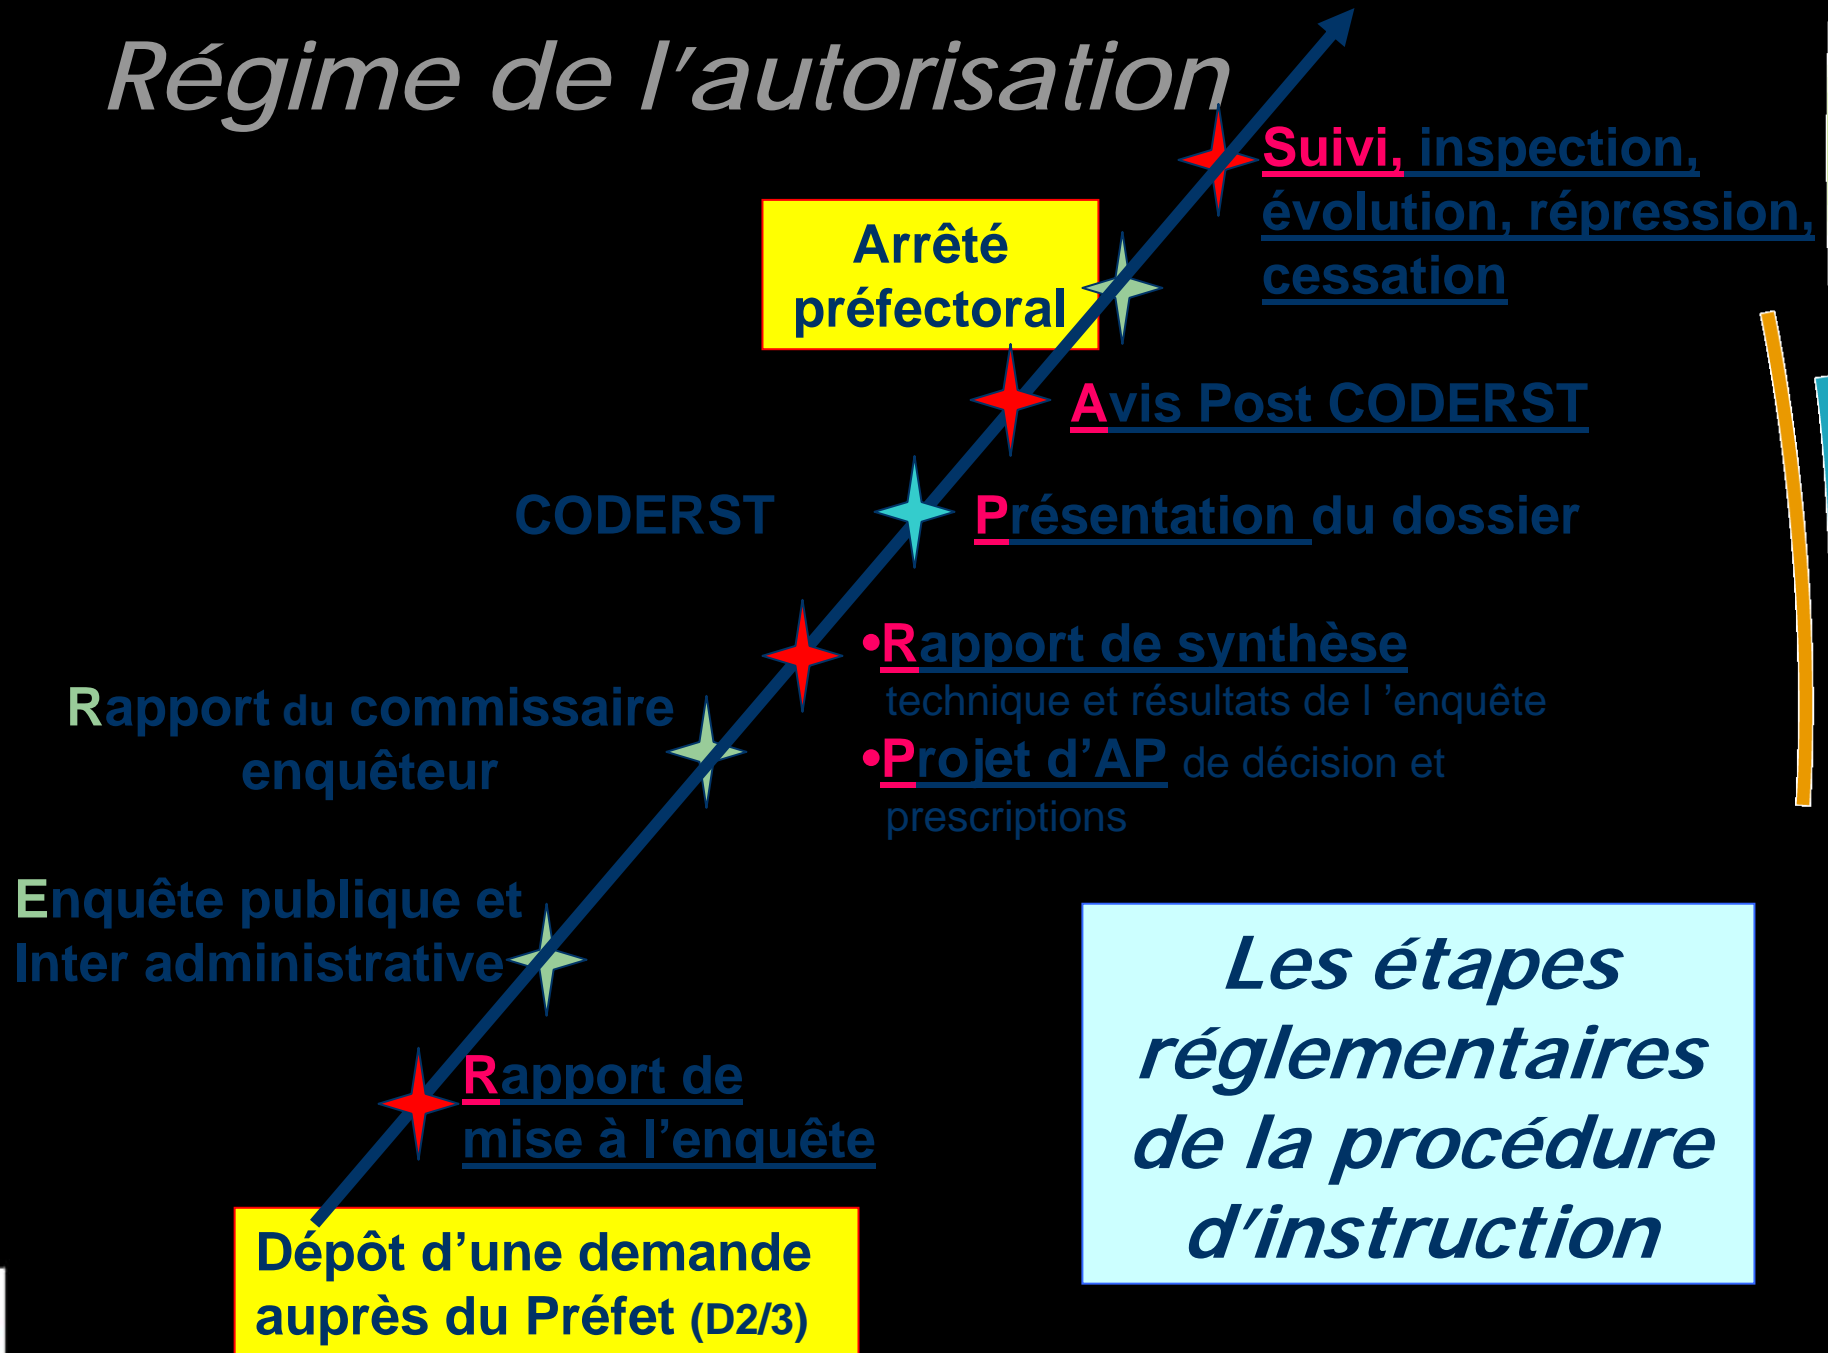 Régime de l'autorisation
Suivi, inspection,
évolution, répression,
cessation
Arrêté
préfectoral
Avis Post CODERST
CODERST
Présentation du dossier
•Rapport de synthèse
technique et résultats de l ’enquête
•Projet d’AP de décision et
prescriptions
Rapport du commissaire
enquêteur
Enquête publique et
Inter administrative
Rapport de
mise à l’enquête
Dépôt d’une demande
auprès du Préfet (D2/3)
Les étapes
réglementaires
de la procédure
d'instruction